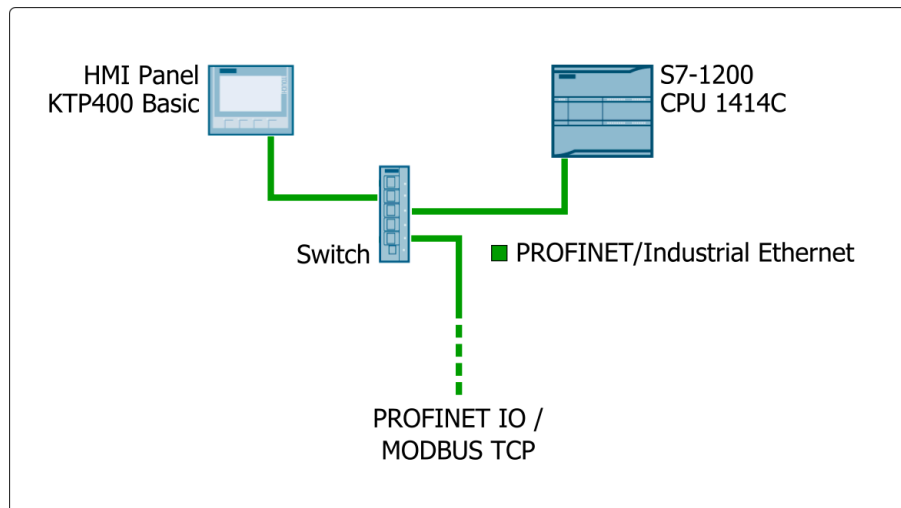 HMI Panel
KTP400 Basic
S7-1200
CPU 1414C
Switch
PROFINET/Industrial Ethernet
PROFINET IO /
MODBUS TCP